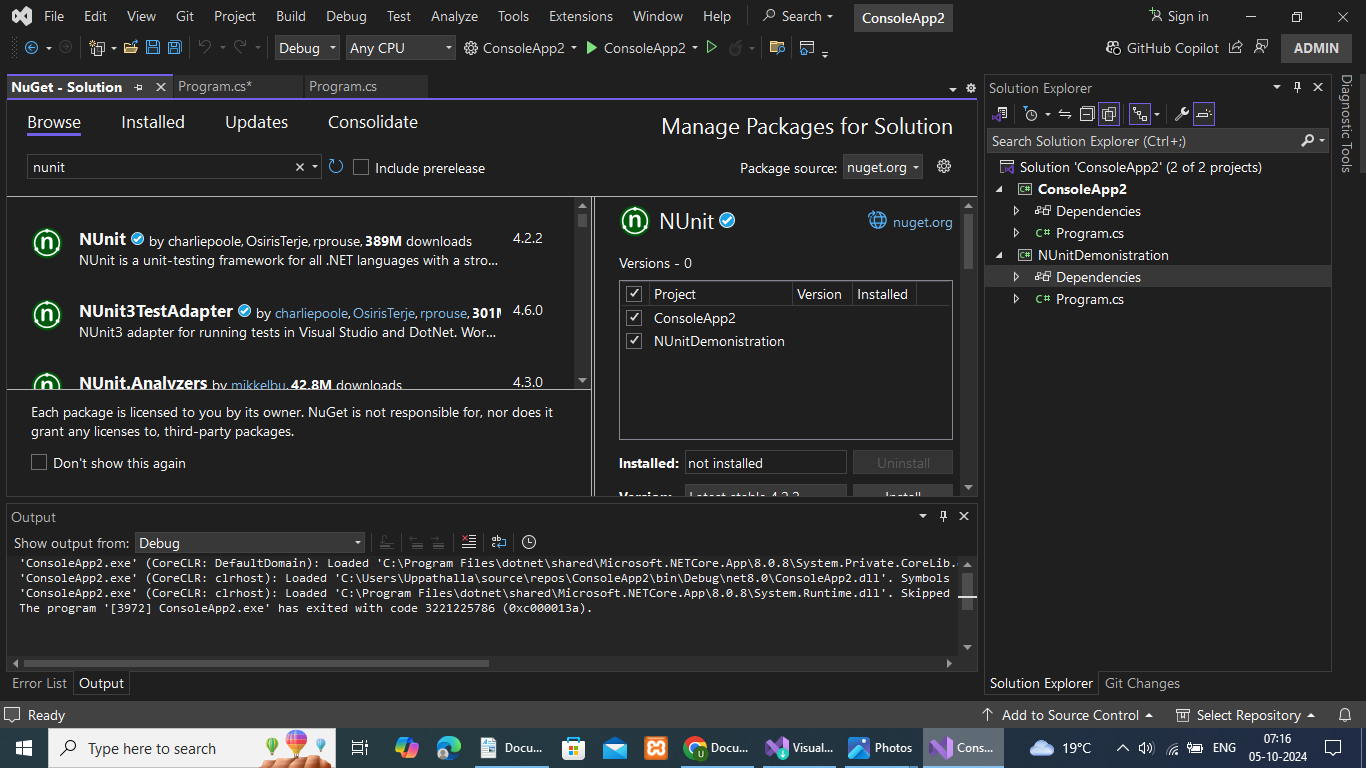 File Edit View Git Project Build Debug Test Analyze Tools Extensions Window Help Search ConsoleApp2 Sign in
Debug Any CPU ConsoleApp2 ConsoleApp2 GitHub Copilot ADMIN
NuGet - Solution Program.cs* Program.cs
Browse Installed Updates Consolidate
Manage Packages for Solution
nunit
Include prerelease
Package source: nuget.org
NUnit by charliepoole, OsirisTerje, rprouse, 389M downloads 4.2.2
NUnit is a unit-testing framework for all .NET languages with a stro...
NUnit3TestAdapter by charliepoole, OsirisTerje, rprouse, 301M 4.6.0
NUnit3 adapter for running tests in Visual Studio and DotNet. Wor...
NUnit.Analyzers by mikkelbu, 42.8M downloads 4.3.0
Each package is licensed to you by its owner. NuGet is not responsible for, nor does it
grant any licenses to, third-party packages.
Don't show this again
NUnit nuget.org
Versions - 0
Project Version Installed
ConsoleApp2
NUnitDemonistration
Installed: not installed Uninstall
Version: Latest stable 4.2.2 Install
Output
Show output from: Debug
'ConsoleApp2.exe' (CoreCLR: DefaultDomain): Loaded 'C:\Program Files\dotnet\shared\Microsoft.NETCore.App\8.0.8\System.Private.CoreLib.
'ConsoleApp2.exe' (CoreCLR: clrhost): Loaded 'C:\Users\Uppathalla\source\repos\ConsoleApp2\bin\Debug\net8.0\ConsoleApp2.dll'. Symbols
'ConsoleApp2.exe' (CoreCLR: clrhost): Loaded 'C:\Program Files\dotnet\shared\Microsoft.NETCore.App\8.0.8\System.Runtime.dll'. Skipped
The program '[3972] ConsoleApp2.exe' has exited with code 3221225786 (0xc000013a).
Error List Output
Solution Explorer
Search Solution Explorer (Ctrl+;)
Solution 'ConsoleApp2' (2 of 2 projects)
ConsoleApp2
Dependencies
C# Program.cs
NUnitDemonistration
Dependencies
C# Program.cs
Solution Explorer Git Changes
Diagnostic Tools
Ready Add to Source Control Select Repository
Type here to search Docu... Docu... Visual... Photos Cons... 19°C ENG 07:16
05-10-2024